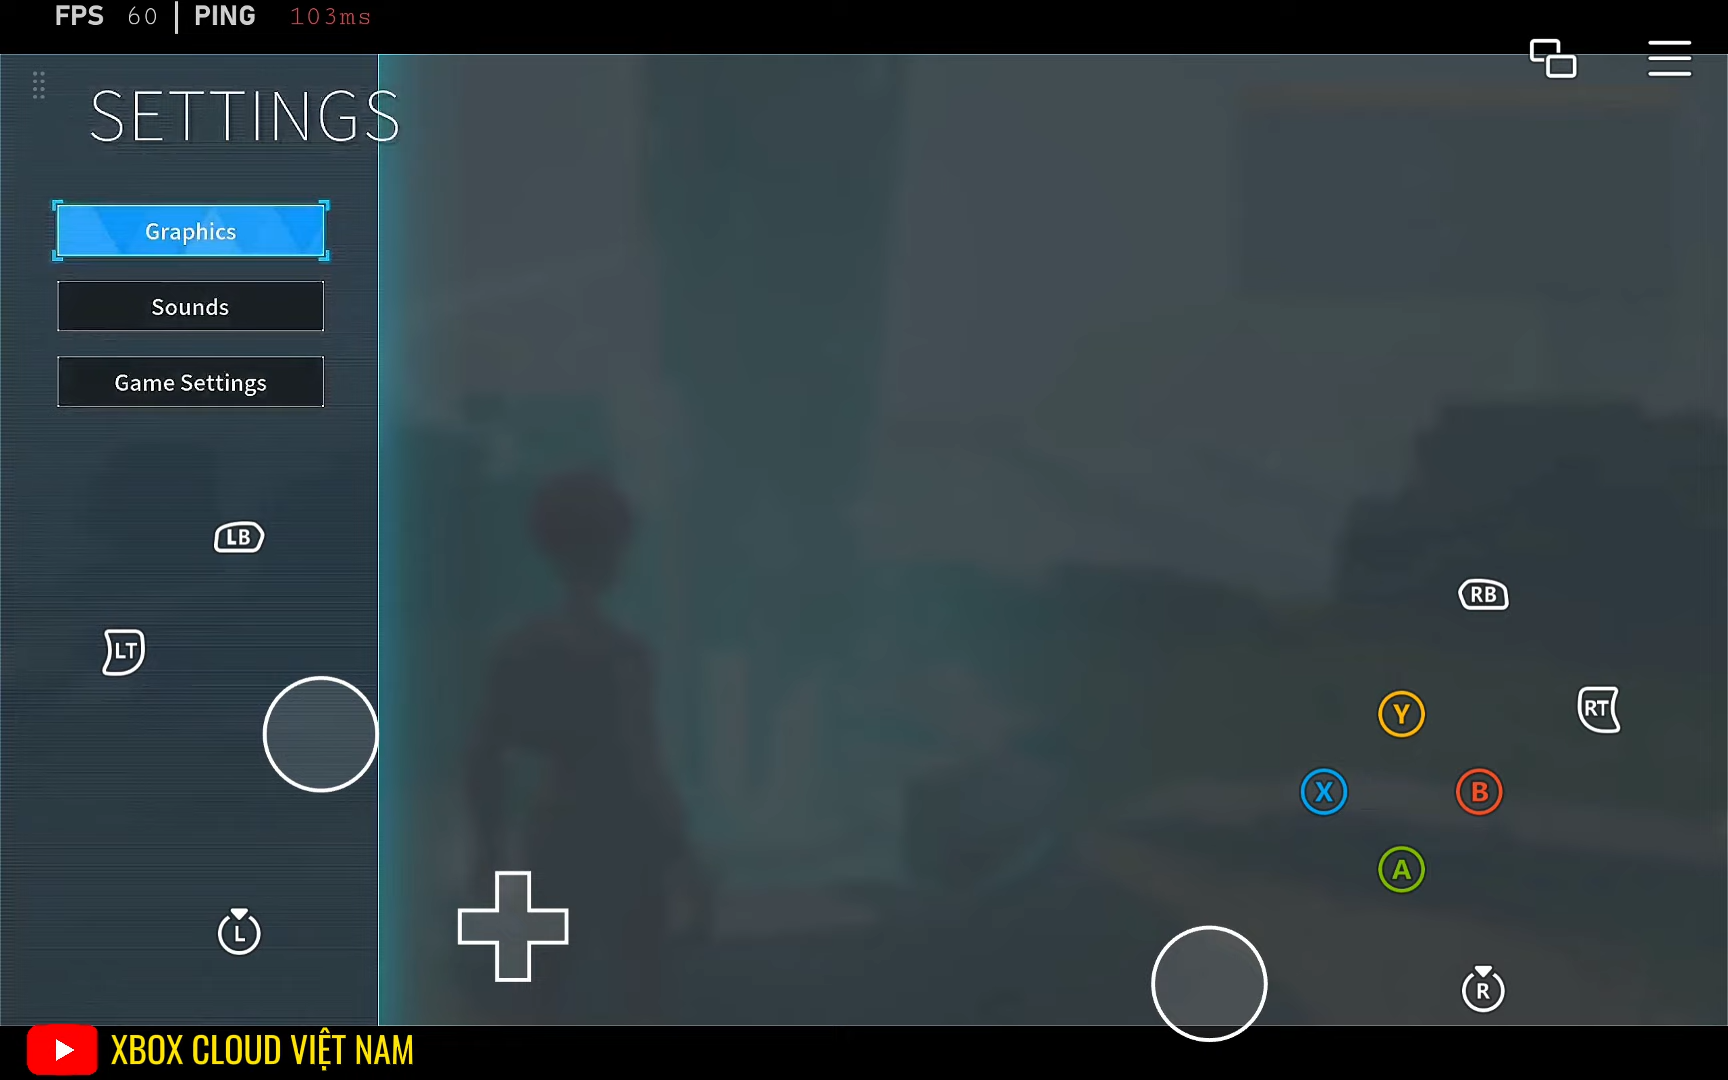 FPS 60 | PING 103ms
SETTINGS
Graphics
Sounds
Game Settings
LB
RB
LT
RT
Y
X
B
A
L
R
XBOX CLOUD VIỆT NAM